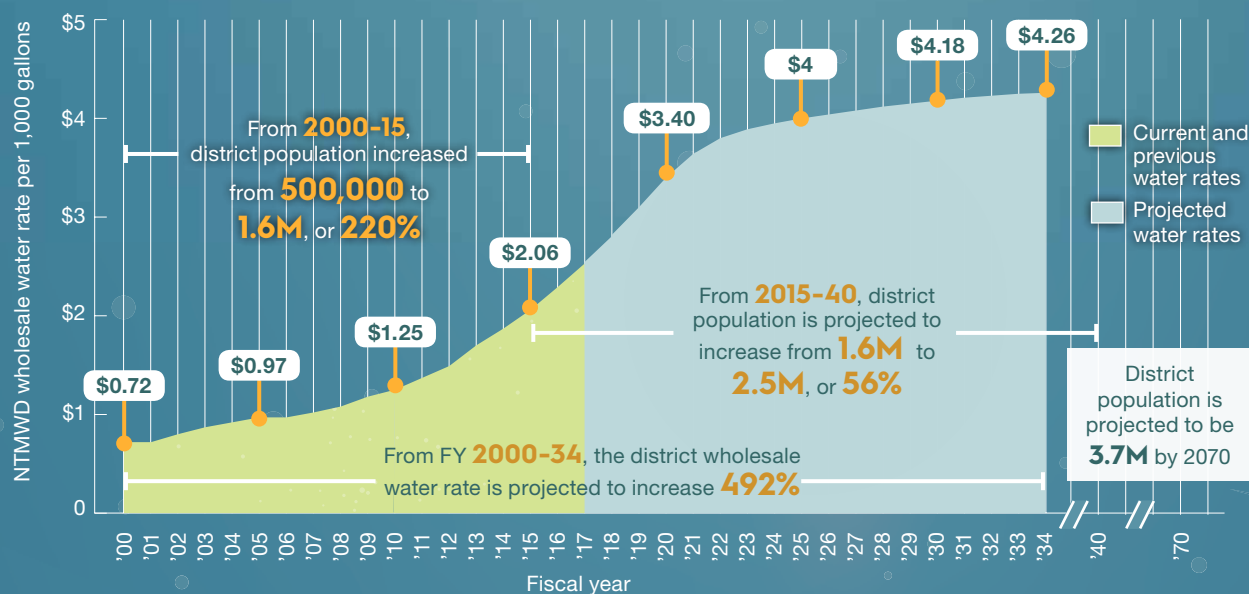 NTMWD wholesale water rate per 1,000 gallons
$5
$4
$3
$2
$1
0
$0.72
$0.97
$1.25
$2.06
$3.40
$4
$4.18
$4.26
From 2000-15,
district population increased
from 500,000 to
1.6M, or 220%
From 2015-40, district
population is projected to
increase from 1.6M to
2.5M, or 56%
From FY 2000-34, the district wholesale
water rate is projected to increase 492%
Current and
previous
water rates
Projected
water rates
District
population is
projected to be
3.7M by 2070
'00
'01
'02
'03
'04
'05
'06
'07
'08
'09
'10
'11
'12
'13
'14
'15
'16
'17
'18
'19
'20
'21
'22
'23
'24
'25
'26
'27
'28
'29
'30
'31
'32
'33
'34
'40
'70
Fiscal year